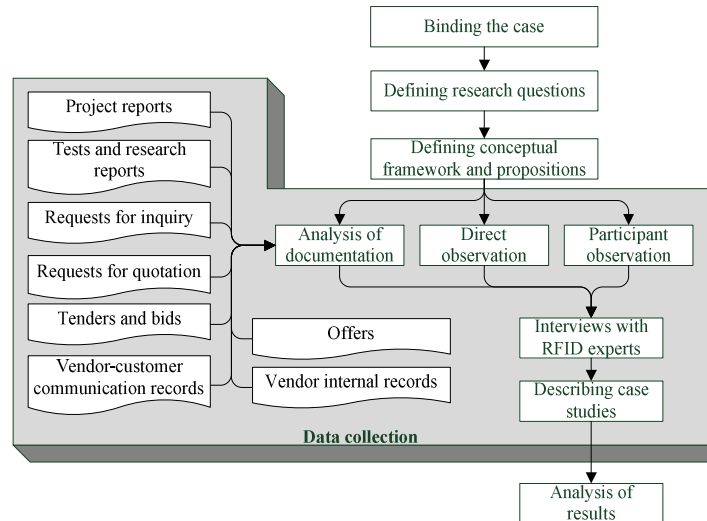 Binding the case
Defining research questions
Defining conceptual
framework and propositions
Project reports
Tests and research
reports
Requests for inquiry
Requests for quotation
Tenders and bids
Vendor-customer
communication records
Offers
Vendor internal records
Analysis of
documentation
Direct
observation
Participant
observation
Interviews with
RFID experts
Describing case
studies
Data collection
Analysis of
results